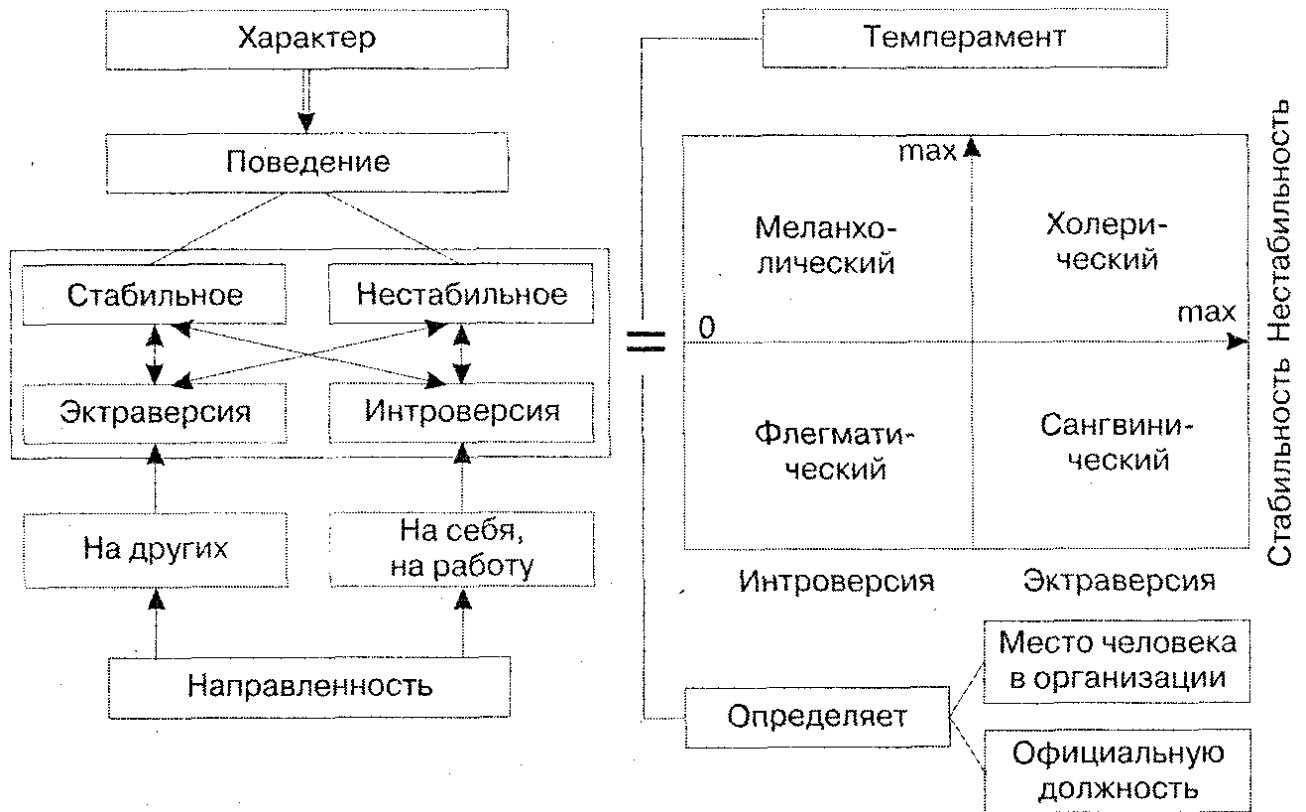 Характер
Поведение
Стабильное
Нестабильное
Эктраверсия
Интроверсия
На других
На себя,
на работу
Направленность
=
Темперамент
max
Меланхо-
лический
Холери-
ческий
0
max
Флегмати-
ческий
Сангвини-
ческий
Интроверсия
Эктраверсия
Стабильность Нестабильность
Определяет
Место человека
в организации
Официальную
должность